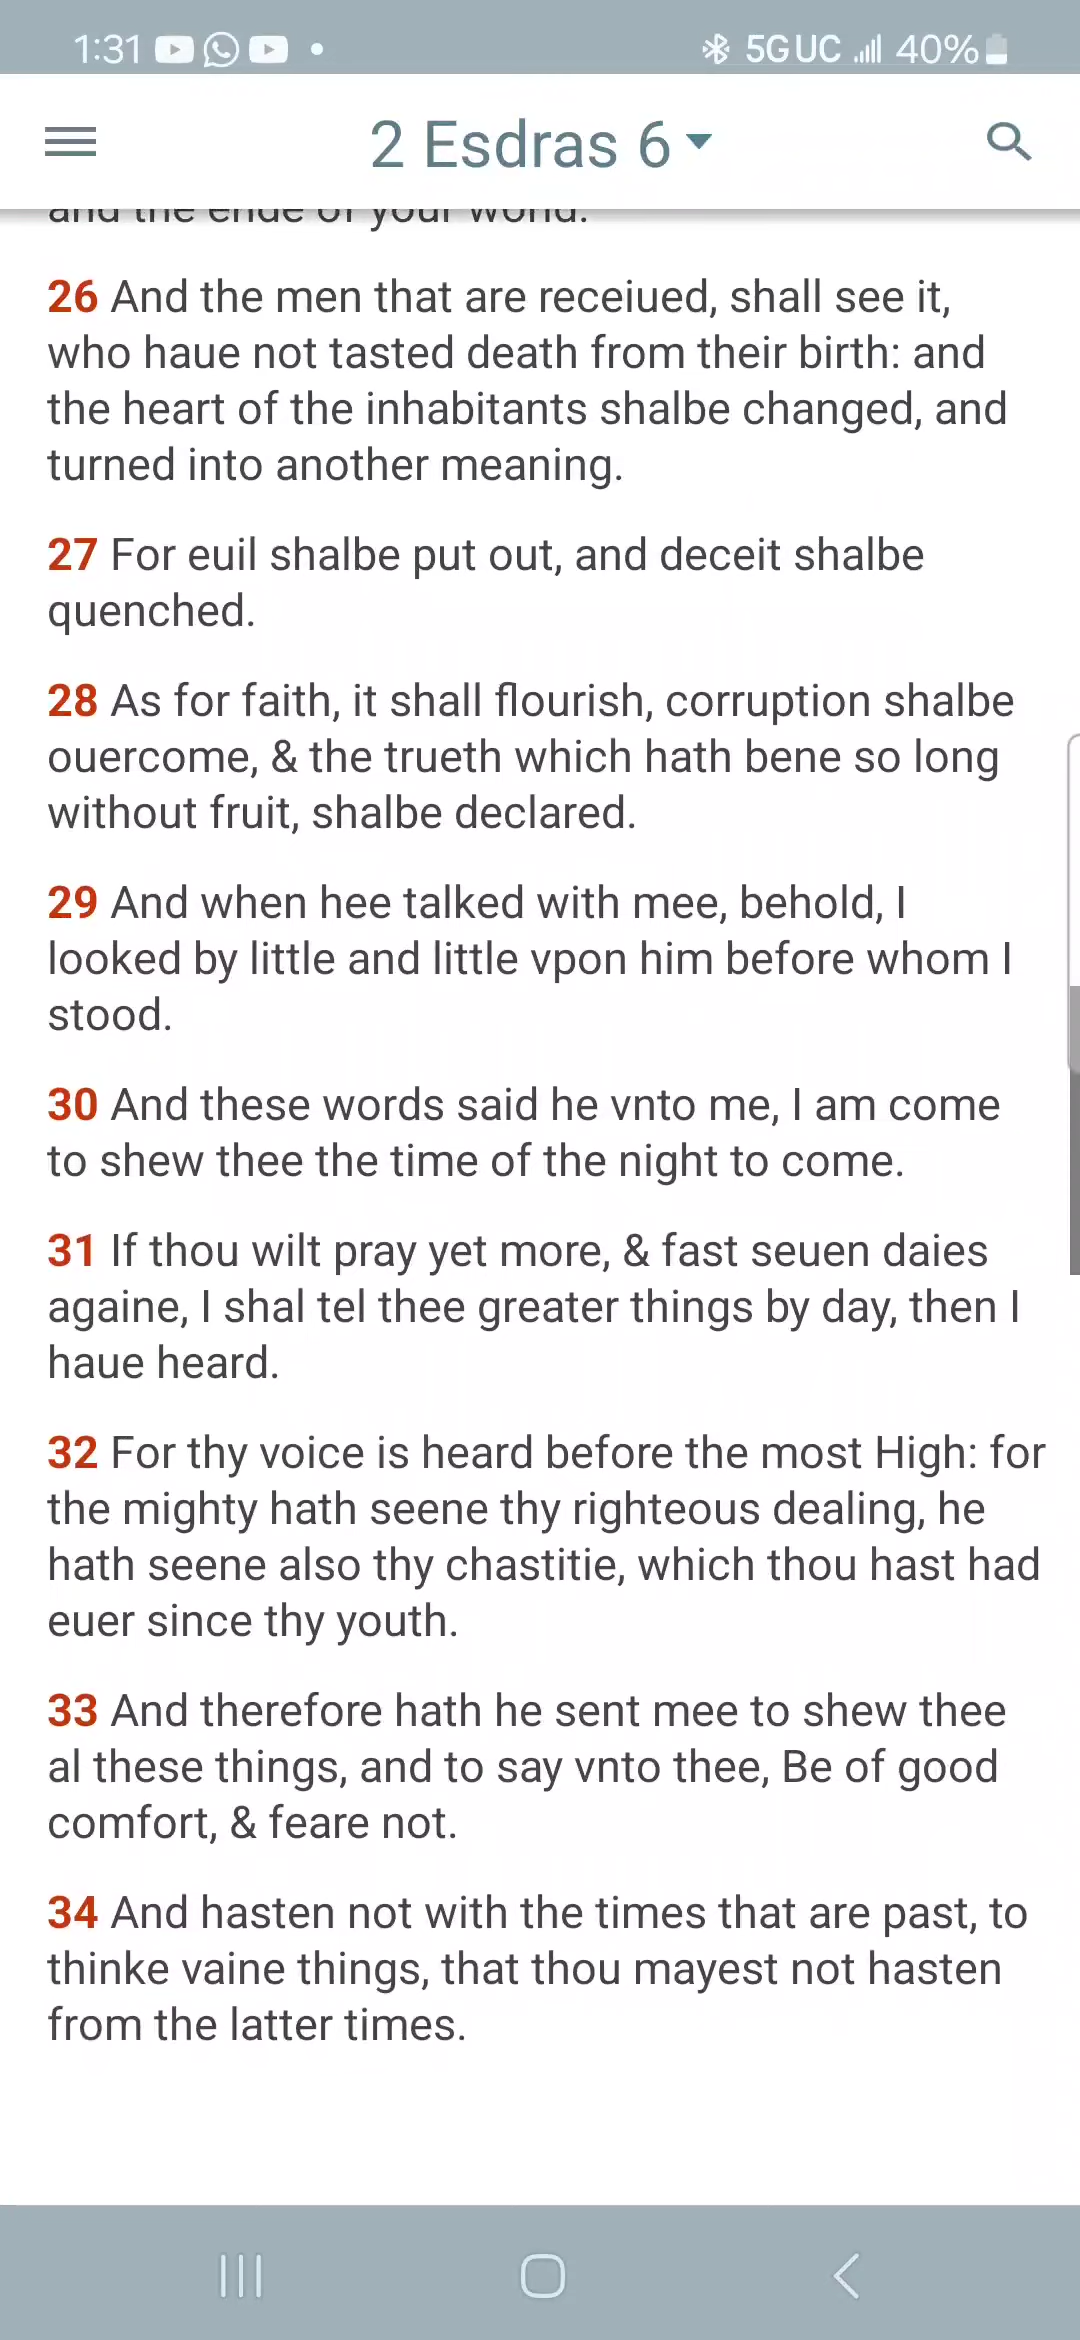 1:31
5G UC 40%
2 Esdras 6
and the ende of your world.
26 And the men that are receiued, shall see it,
who haue not tasted death from their birth: and
the heart of the inhabitants shalbe changed, and
turned into another meaning.
27 For euil shalbe put out, and deceit shalbe
quenched.
28 As for faith, it shall flourish, corruption shalbe
ouercome, & the trueth which hath bene so long
without fruit, shalbe declared.
29 And when hee talked with mee, behold, I
looked by little and little vpon him before whom I
stood.
30 And these words said he vnto me, I am come
to shew thee the time of the night to come.
31 If thou wilt pray yet more, & fast seuen daies
againe, I shal tel thee greater things by day, then I
haue heard.
32 For thy voice is heard before the most High: for
the mighty hath seene thy righteous dealing, he
hath seene also thy chastitie, which thou hast had
euer since thy youth.
33 And therefore hath he sent mee to shew thee
al these things, and to say vnto thee, Be of good
comfort, & feare not.
34 And hasten not with the times that are past, to
thinke vaine things, that thou mayest not hasten
from the latter times.